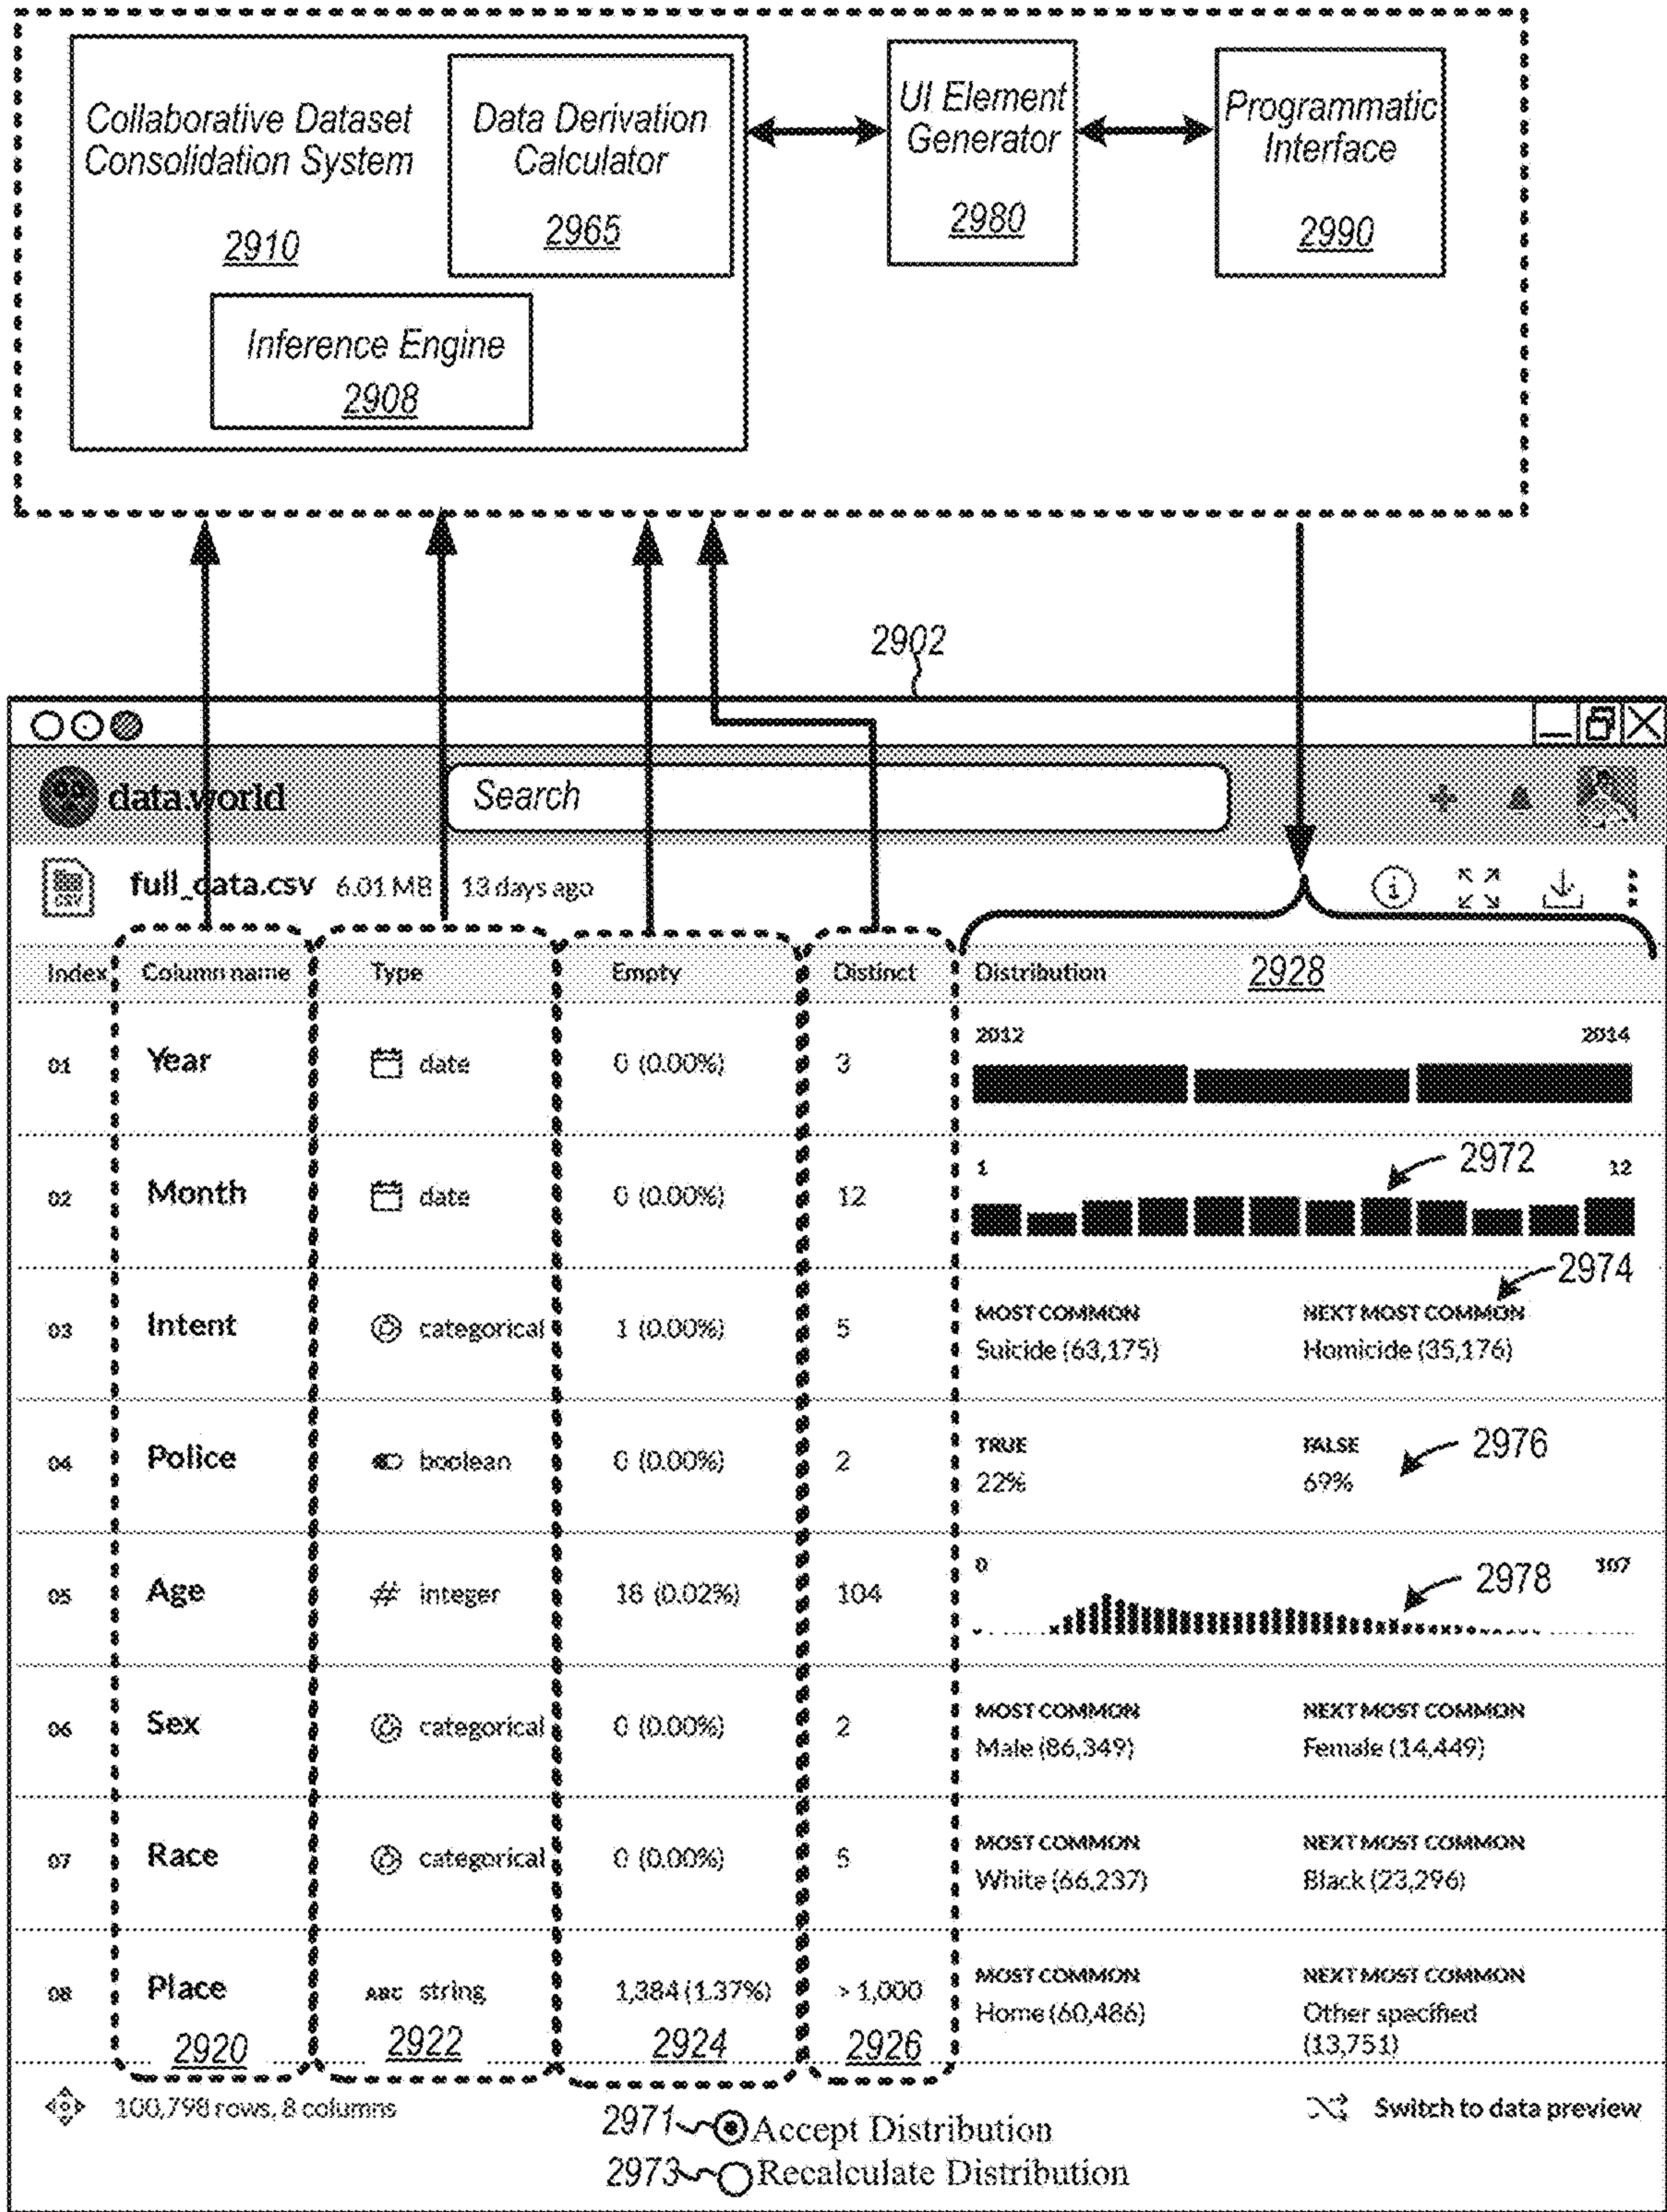 Collaborative Dataset
Consolidation System
2910
Data Derivation
Calculator
2965
Inference Engine
2908
UI Element
Generator
2980
Programmatic
Interface
2990
2902
data.world
Search
CSV
full_data.csv 6.01 MB 13 days ago
Index Column name Type Empty Distinct Distribution 2928
01 Year date 0 (0.00%) 3 2012 2014
02 Month date 0 (0.00%) 12 1 12
2972
2974
03 Intent categorical 1 (0.00%) 5
MOST COMMON NEXT MOST COMMON
Suicide (63,175) Homicide (35,176)
04 Police boolean 0 (0.00%) 2
TRUE FALSE
22% 69%
2976
05 Age # integer 18 (0.02%) 104 0 107
2978
06 Sex categorical 0 (0.00%) 2
MOST COMMON NEXT MOST COMMON
Male (86,349) Female (14,449)
07 Race categorical 0 (0.00%) 5
MOST COMMON NEXT MOST COMMON
White (66,237) Black (23,296)
08 Place ABC string 1,384 (1.37%) > 1,000
MOST COMMON NEXT MOST COMMON
Home (60,486) Other specified
(13,751)
2920 2922 2924 2926
100,798 rows, 8 columns
Switch to data preview
2971 Accept Distribution
2973 Recalculate Distribution